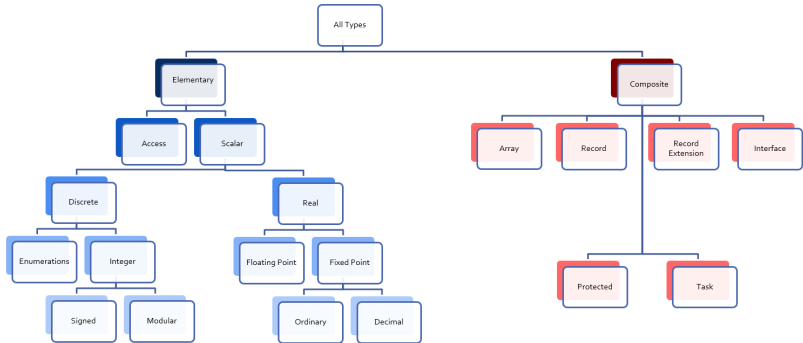 All Types
Elementary
Composite
Access
Scalar
Array
Record
Record
Extension
Interface
Discrete
Real
Enumerations
Integer
Floating Point
Fixed Point
Protected
Task
Signed
Modular
Ordinary
Decimal